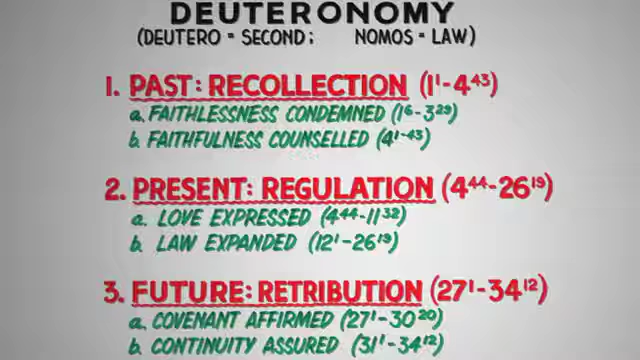 DEUTERONOMY
(DEUTERO = SECOND; NOMOS = LAW)
1. PAST: RECOLLECTION (1¹-4⁴³)
a. FAITHLESSNESS CONDEMNED (1⁶-3²⁹)
b. FAITHFULNESS COUNSELLED (4¹⁻⁴³)
2. PRESENT: REGULATION (4⁴⁴-26¹⁹)
a. LOVE EXPRESSED (4⁴⁴-11³²)
b. LAW EXPANDED (12¹-26¹⁹)
3. FUTURE: RETRIBUTION (27¹-34¹²)
a. COVENANT AFFIRMED (27¹-30²⁰)
b. CONTINUITY ASSURED (31¹-34¹²)